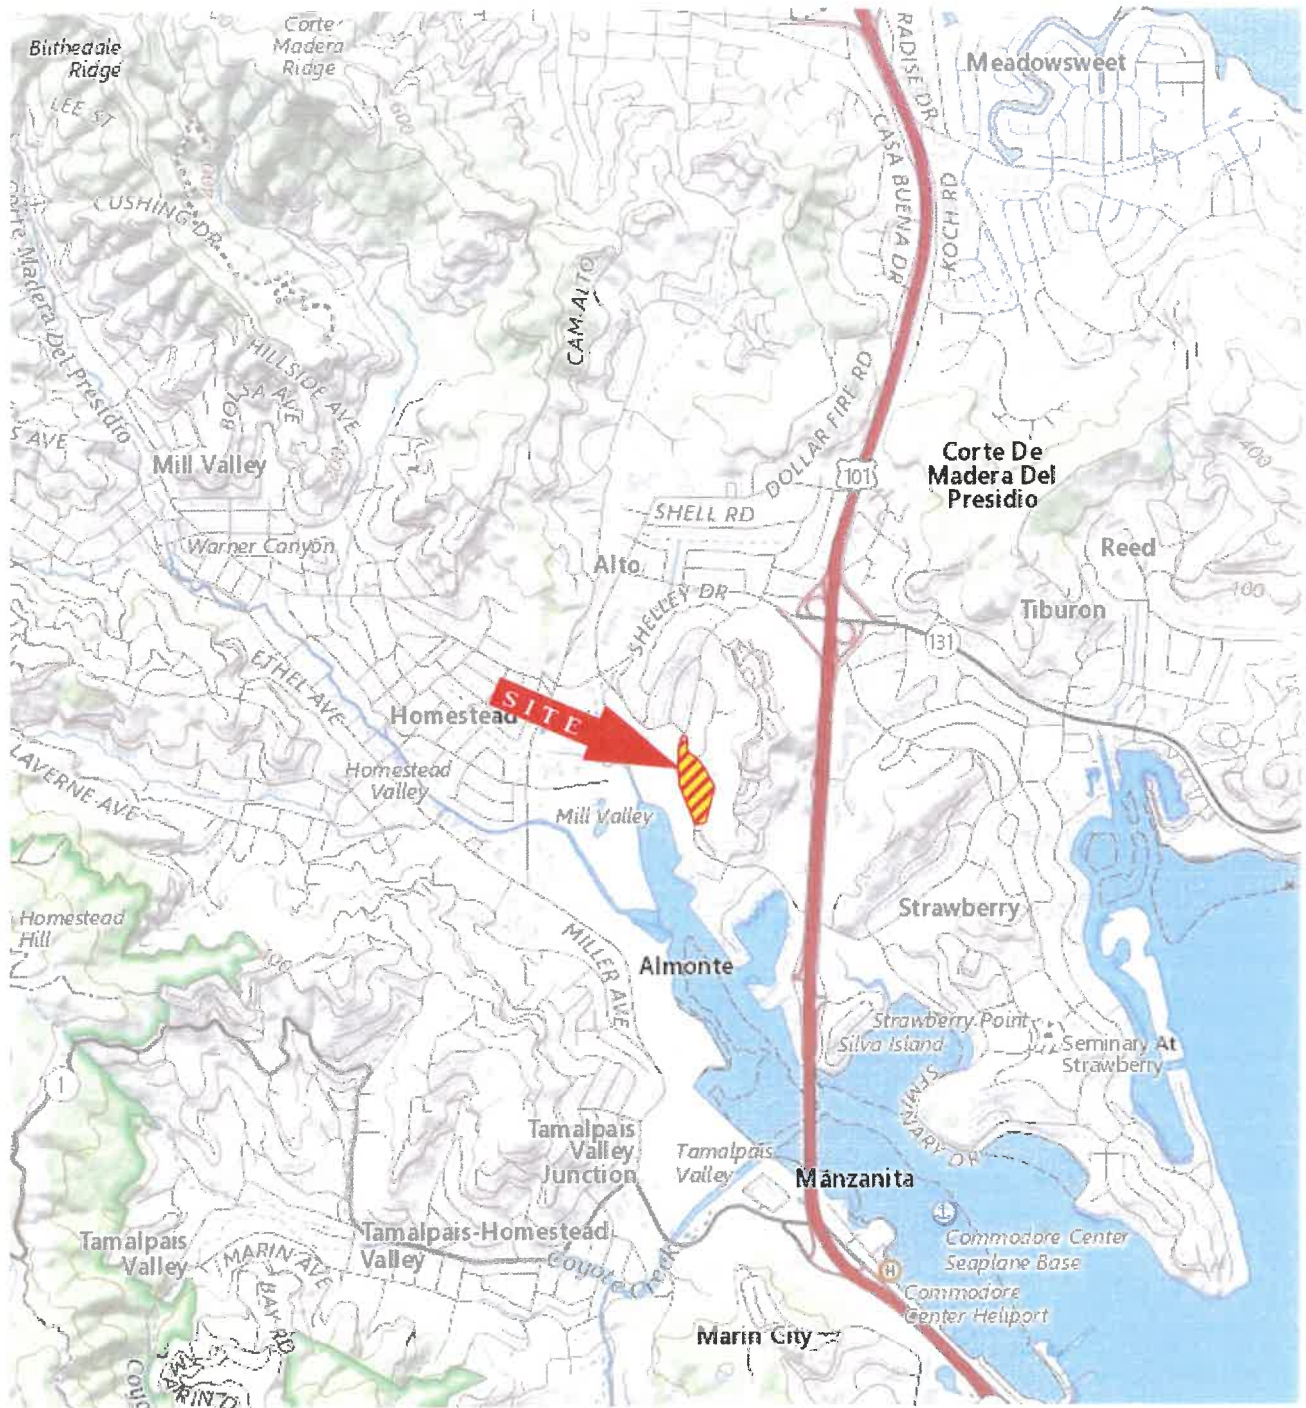 Blithedale
Ridge
Corte
Madera
Ridge
RADISE DR
Meadowsweet
LEE ST
600
CASA BUENA DR
KOCH RD
CUSHING DR
CAM ALTO
Corte Madera Del Presidio
HILLSIDE AVE
BOLSA AVE
DOLLAR FIRE RD
S AVE
Mill Valley
101
Corte De
Madera Del
Presidio
400
SHELL RD
Warner Canyon
Alto
Reed
100
SHELLEY DR
Tiburon
131
ETHEL AVE
SITE
Homestead
LAVERNE AVE
Homestead
Valley
Mill Valley
Homestead
Hill
Strawberry
MILLER AVE
Almonte
Strawberry Point
Silva Island
Seminary At
Strawberry
1
SEMINARY DR
Tamalpais
Valley
Junction
Tamalpais
Valley
Manzanita
Tamalpais
Valley
Tamalpais-Homestead
Valley
MARIN AVE
BAY RD
Coyote Creek
Commodore Center
Seaplane Base
H
Commodore
Center Heliport
Marin City